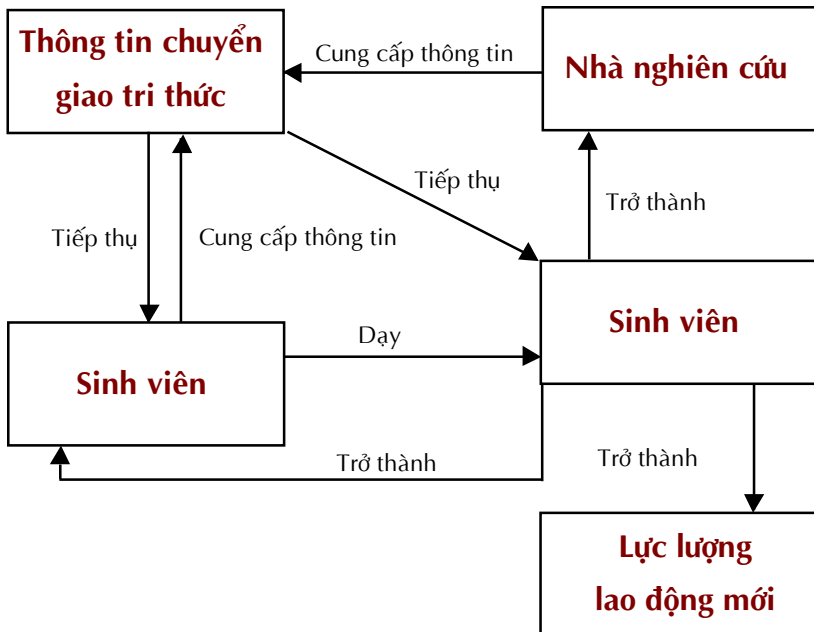 Thông tin chuyển
giao tri thức
Cung cấp thông tin
Nhà nghiên cứu
Tiếp thụ
Trở thành
Tiếp thụ
Cung cấp thông tin
Sinh viên
Dạy
Sinh viên
Trở thành
Trở thành
Lực lượng
lao động mới